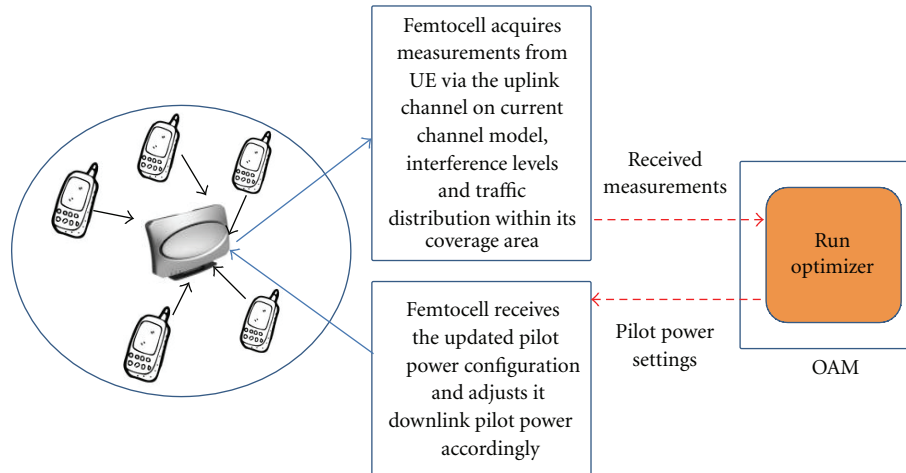 Femtocell acquires
measurements from
UE via the uplink
channel on current
channel model,
interference levels
and traffic
distribution within its
coverage area
Received
measurements
Run
optimizer
Femtocell receives
the updated pilot
power configuration
and adjusts it
downlink pilot power
accordingly
Pilot power
settings
OAM